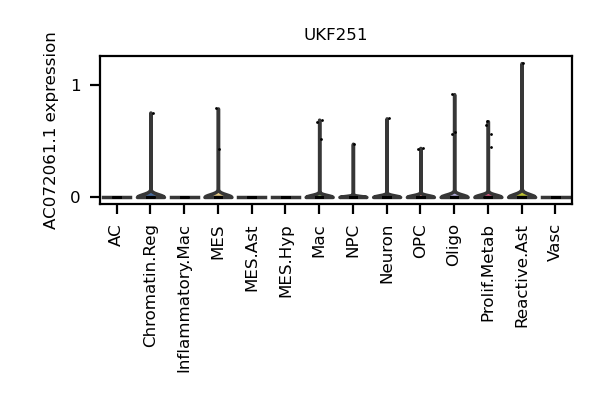 UKF251
AC072061.1 expression
1
0
AC
Chromatin.Reg
Inflammatory.Mac
MES
MES.Ast
MES.Hyp
Mac
NPC
Neuron
OPC
Oligo
Prolif.Metab
Reactive.Ast
Vasc